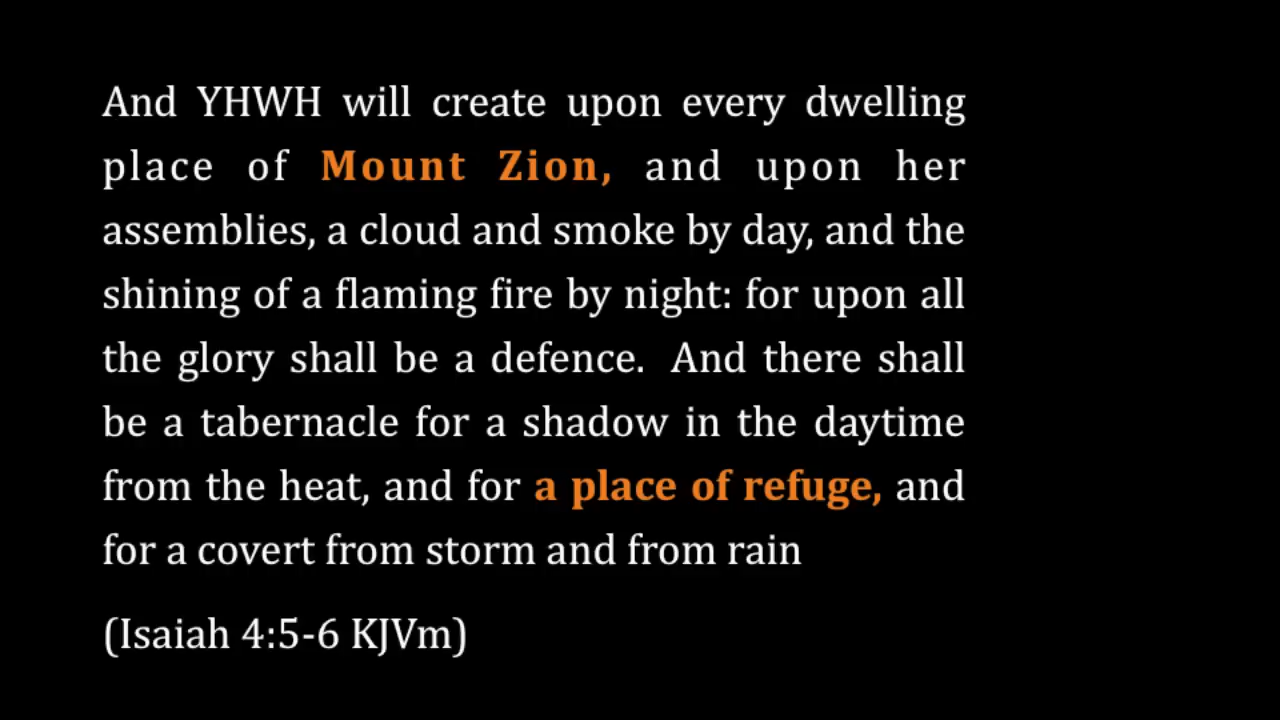 And YHWH will create upon every dwelling
place of Mount Zion, and upon her
assemblies, a cloud and smoke by day, and the
shining of a flaming fire by night: for upon all
the glory shall be a defence. And there shall
be a tabernacle for a shadow in the daytime
from the heat, and for a place of refuge, and
for a covert from storm and from rain
(Isaiah 4:5-6 KJVm)